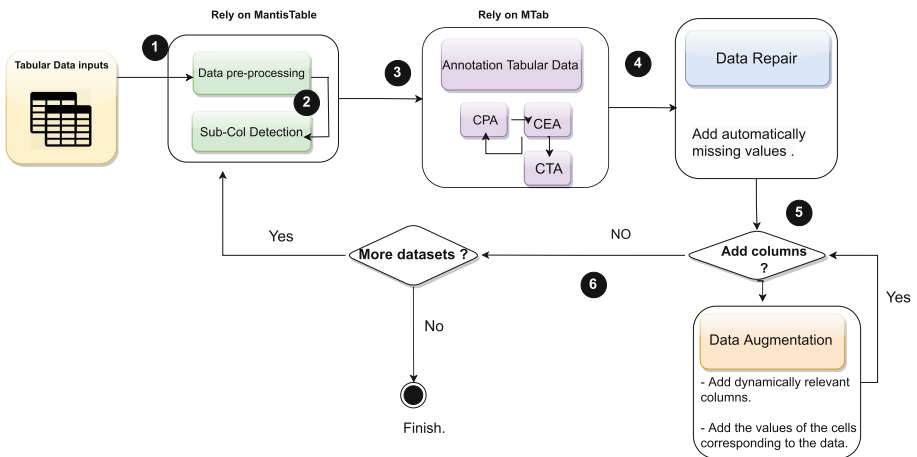 Rely on MantisTable
Rely on MTab
1
Tabular Data inputs
Data pre-processing
2
Sub-Col Detection
3
Annotation Tabular Data
CPA
CEA
CTA
4
Data Repair
Add automatically
missing values .
5
Add columns
?
NO
6
More datasets ?
Yes
No
Finish.
Yes
Data Augmentation
- Add dynamically relevant
columns.
- Add the values of the cells
corresponding to the data.